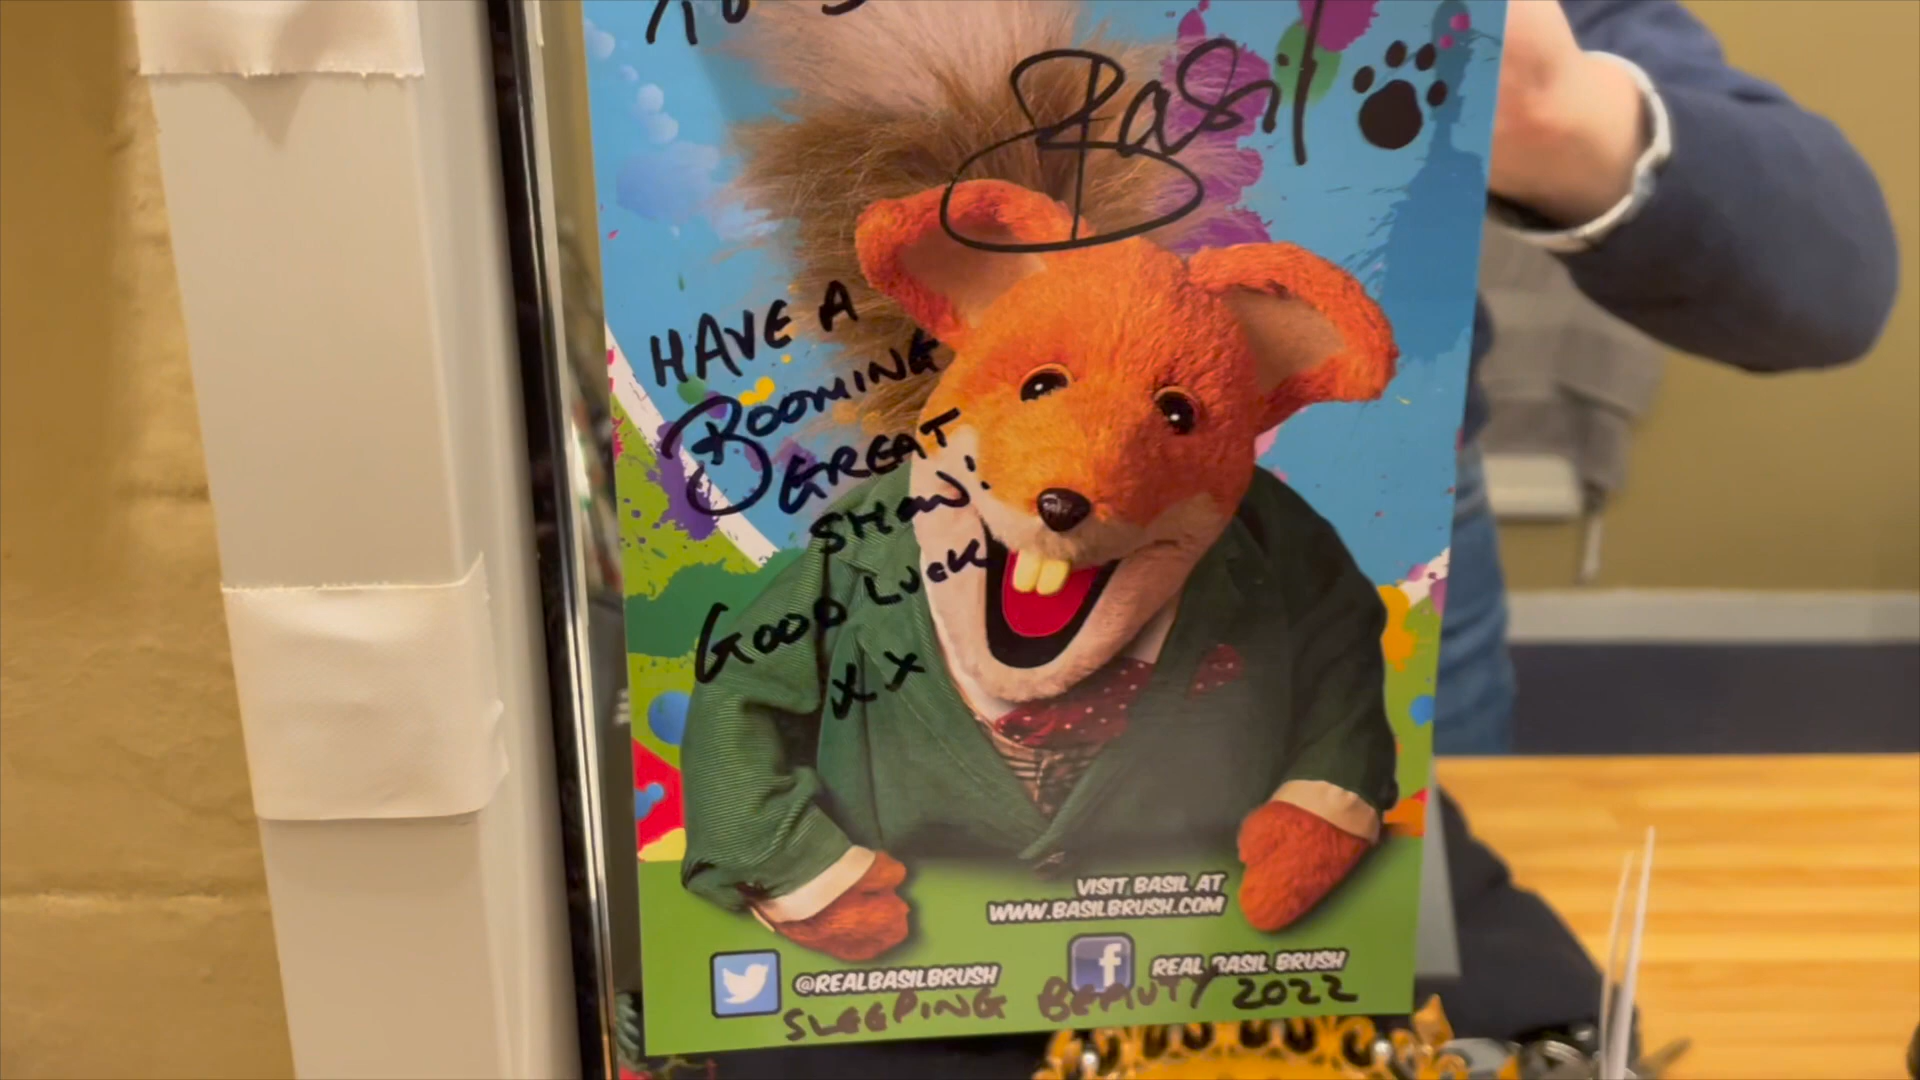 To
Basil
HAVE A
BOOMING
GREAT
SHOW!
GOOD LUCK
x x
VISIT BASIL AT
WWW.BASILBRUSH.COM
@REALBASILBRUSH
f REAL BASIL BRUSH
SLEEPING BEAUTY 2022